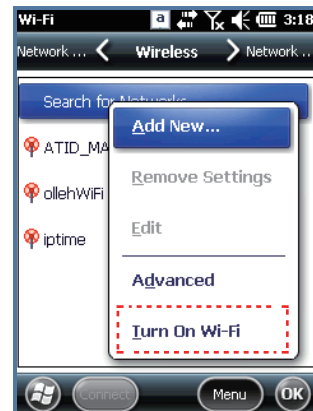 Wi-Fi a 3:18
Network ... Wireless Network ..
Search for Networks
Add New...
ATID_MA
Remove Settings
ollehWiFi
Edit
iptime
Advanced
Turn On Wi-Fi
Connect Menu OK